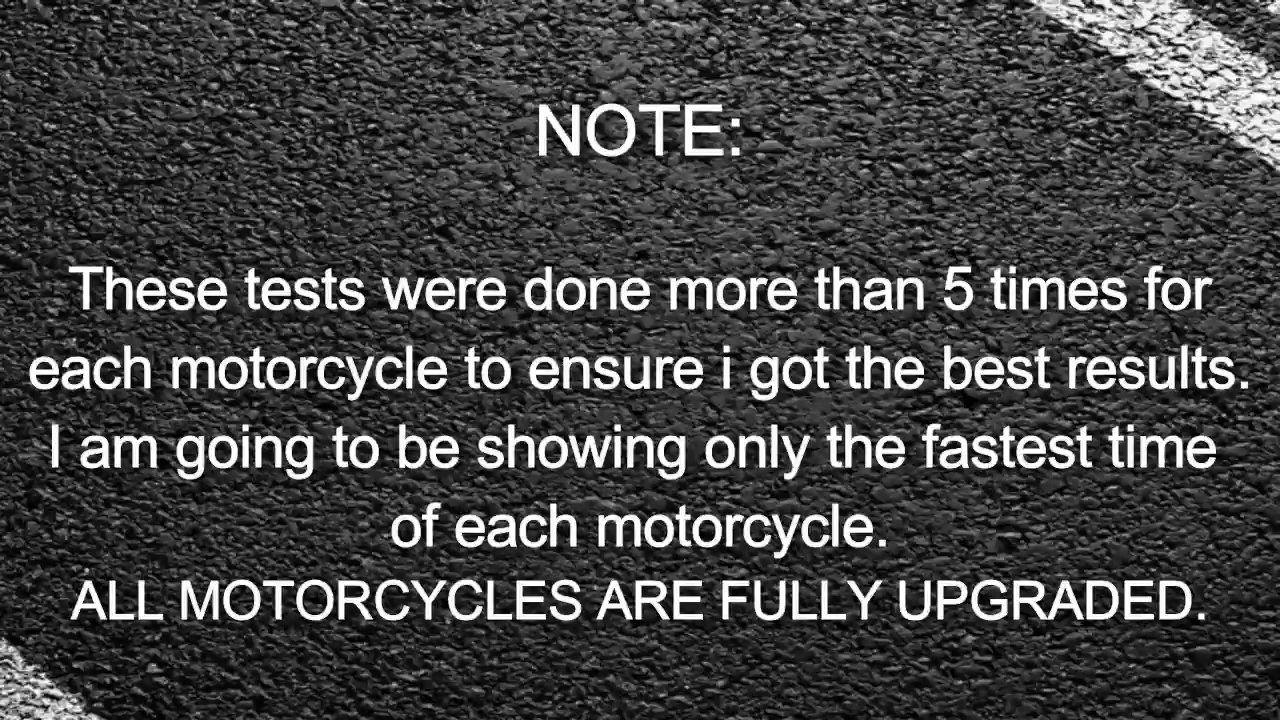 NOTE:
These tests were done more than 5 times for
each motorcycle to ensure i got the best results.
I am going to be showing only the fastest time
of each motorcycle.
ALL MOTORCYCLES ARE FULLY UPGRADED.